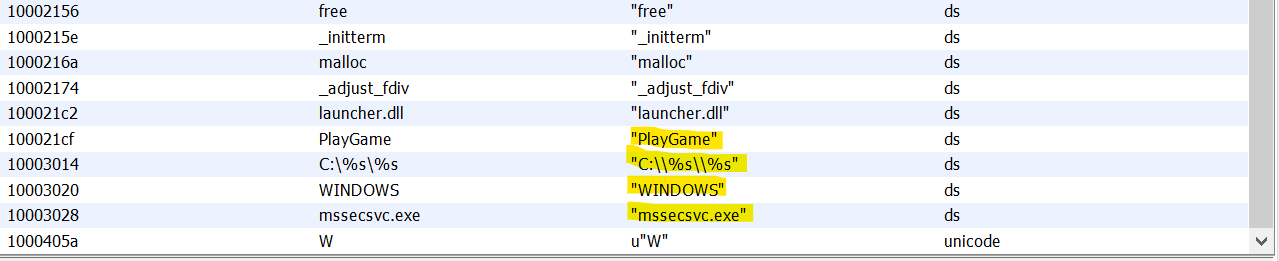 10002156 free "free" ds
1000215e _initterm "_initterm" ds
1000216a malloc "malloc" ds
10002174 _adjust_fdiv "_adjust_fdiv" ds
100021c2 launcher.dll "launcher.dll" ds
100021cf PlayGame "PlayGame" ds
10003014 C:\%s\%s "C:\\%s\\%s" ds
10003020 WINDOWS "WINDOWS" ds
10003028 mssecsvc.exe "mssecsvc.exe" ds
1000405a W u"W" unicode